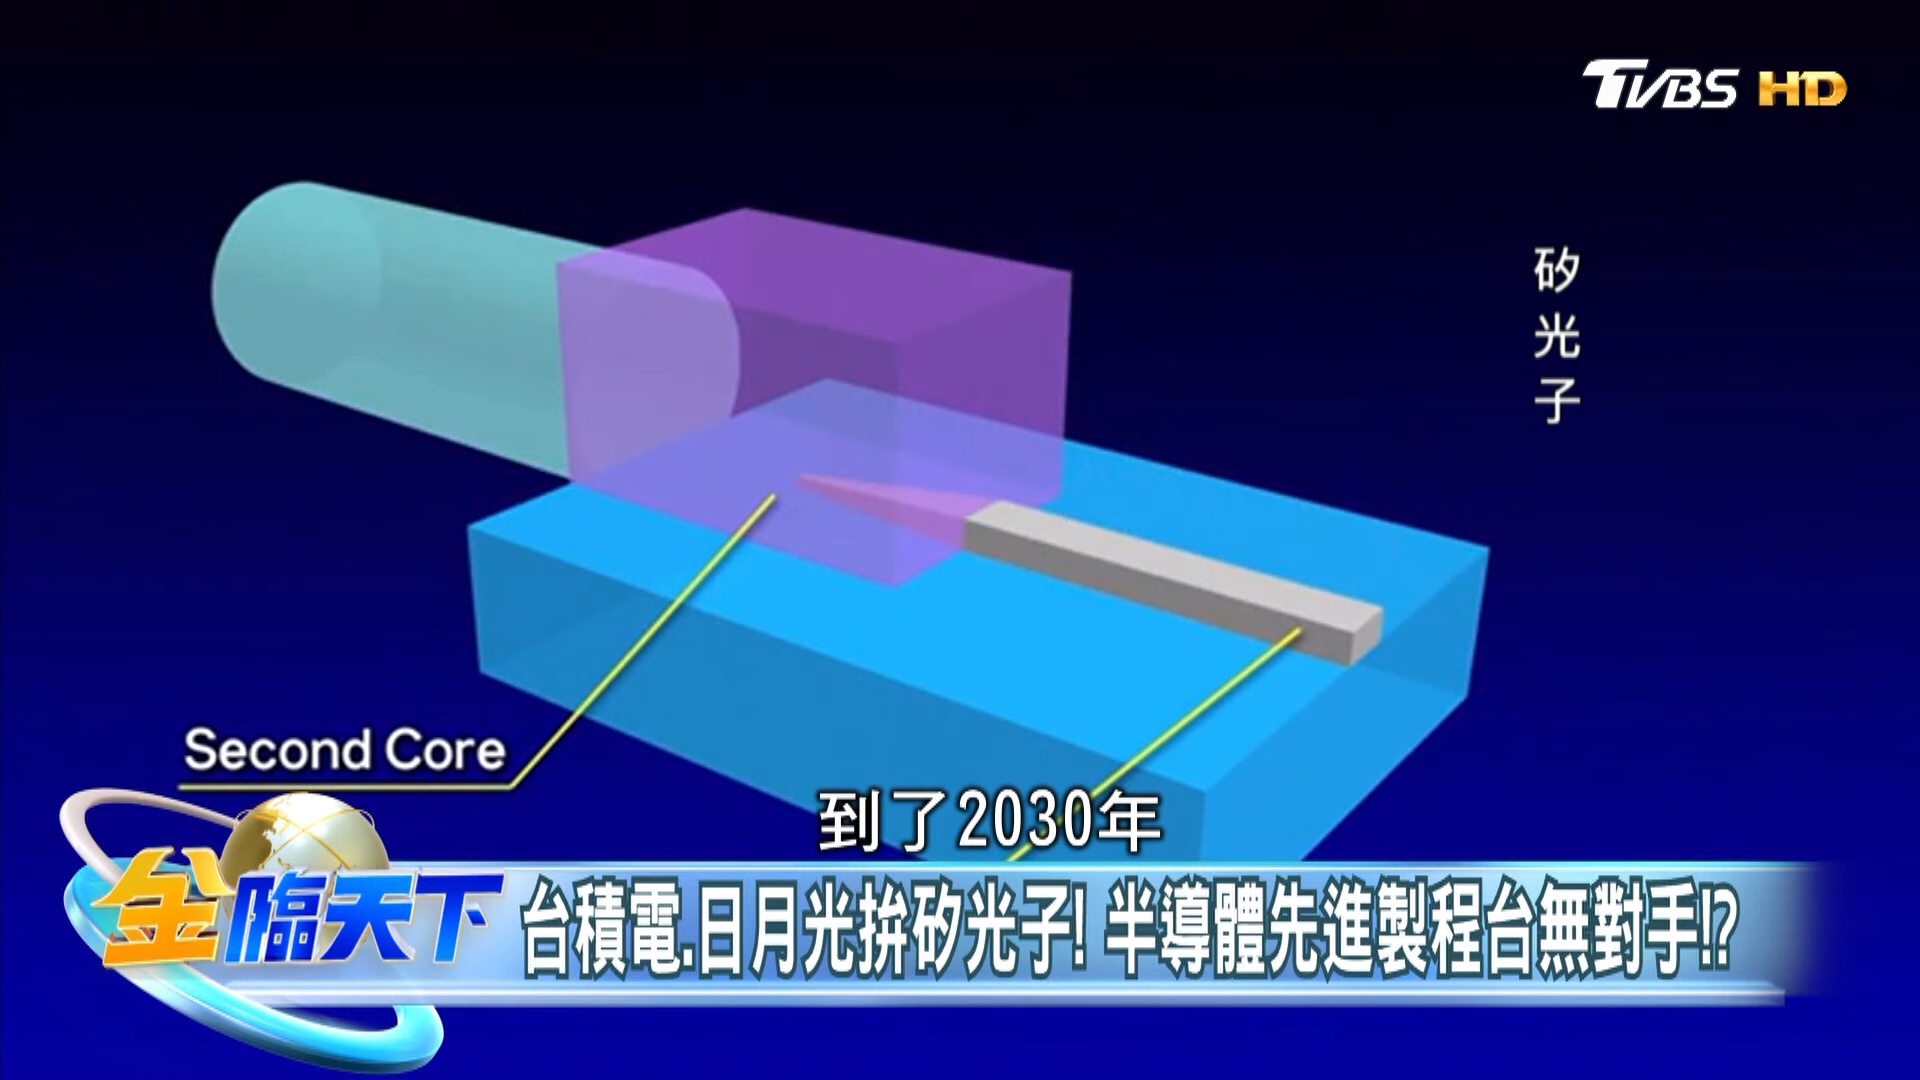 TVBS HD
矽光子
Second Core
到了2030年
金臨天下
台積電.日月光拚矽光子! 半導體先進製程台無對手!?